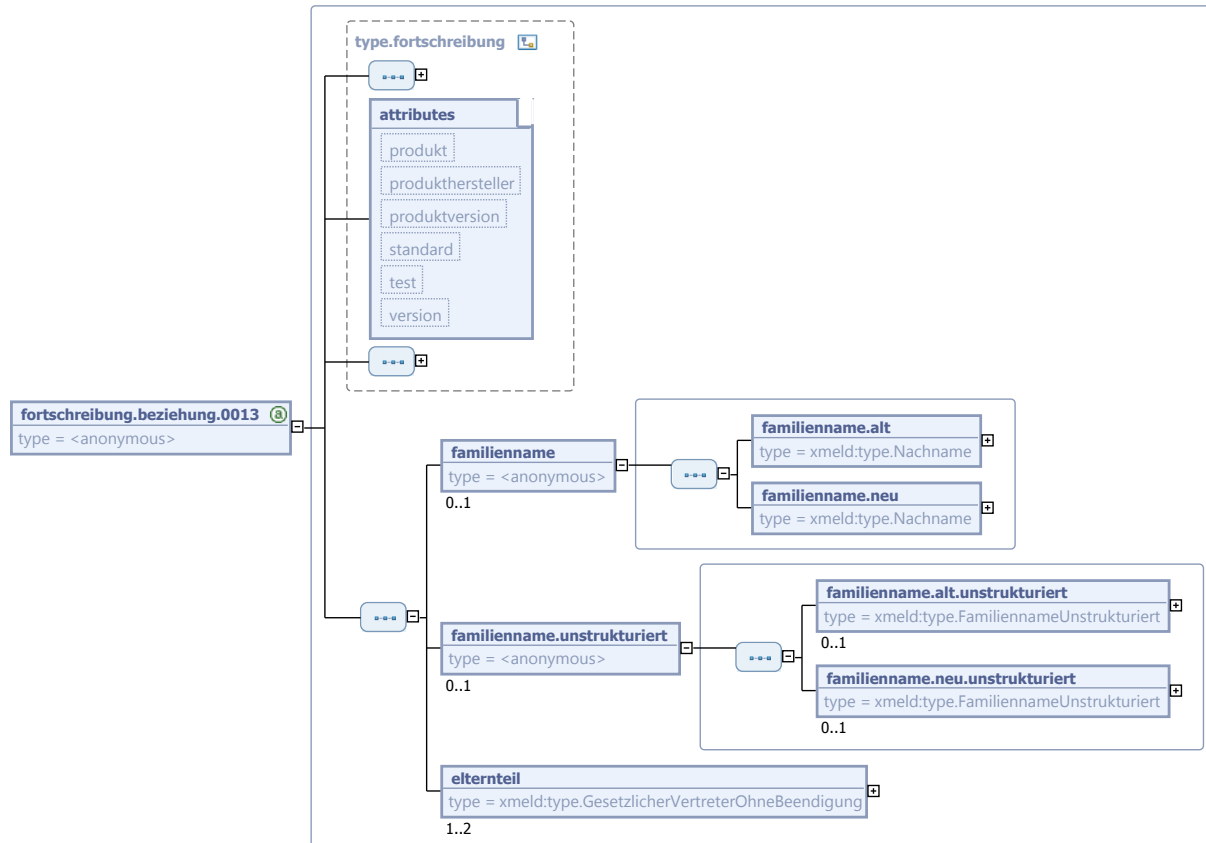 type.fortschreibung
attributes
produkt
produkthersteller
produktversion
standard
test
version
fortschreibung.beziehung.0013 a
type = <anonymous>
familienname
type = <anonymous>
0..1
familienname.alt
type = xmeld:type.Nachname
familienname.neu
type = xmeld:type.Nachname
familienname.unstrukturiert
type = <anonymous>
0..1
familienname.alt.unstrukturiert
type = xmeld:type.FamiliennameUnstrukturiert
0..1
familienname.neu.unstrukturiert
type = xmeld:type.FamiliennameUnstrukturiert
0..1
elternteil
type = xmeld:type.GesetzlicherVertreterOhneBeendigung
1..2